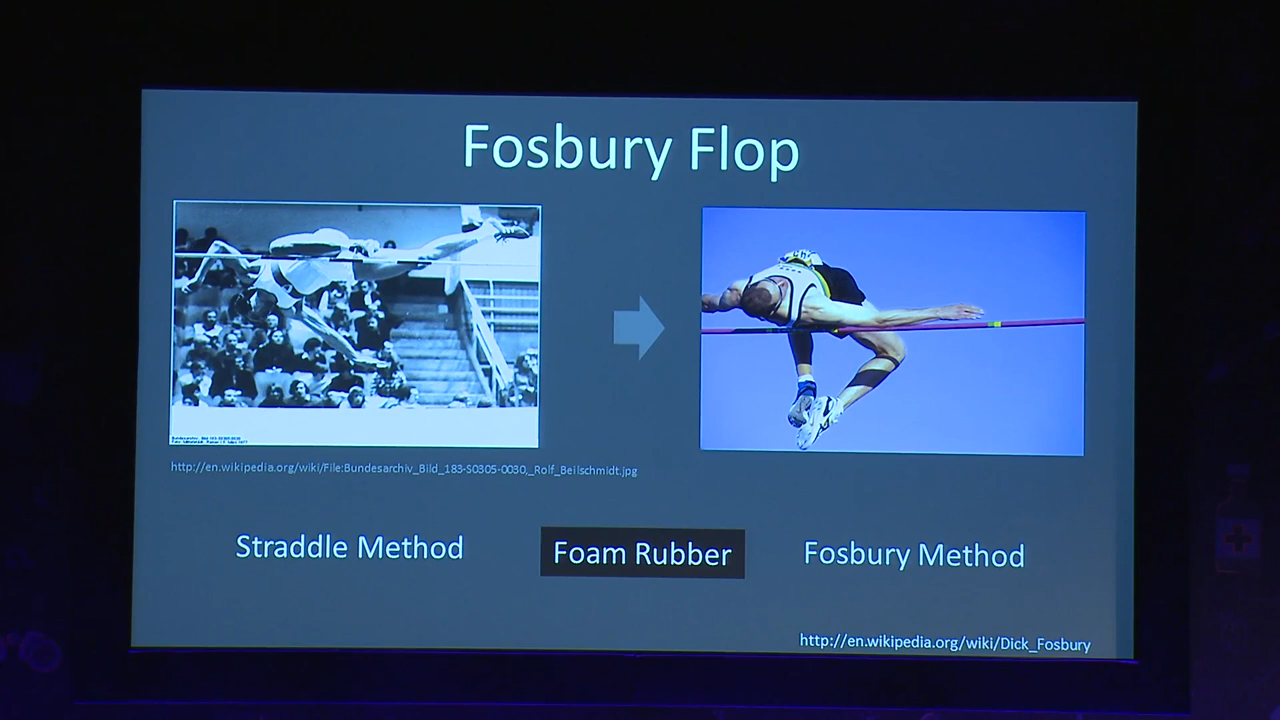 Fosbury Flop
http://en.wikipedia.org/wiki/File:Bundesarchiv_Bild_183-S0305-0030,_Rolf_Beilschmidt.jpg
Straddle Method
Foam Rubber
Fosbury Method
http://en.wikipedia.org/wiki/Dick_Fosbury